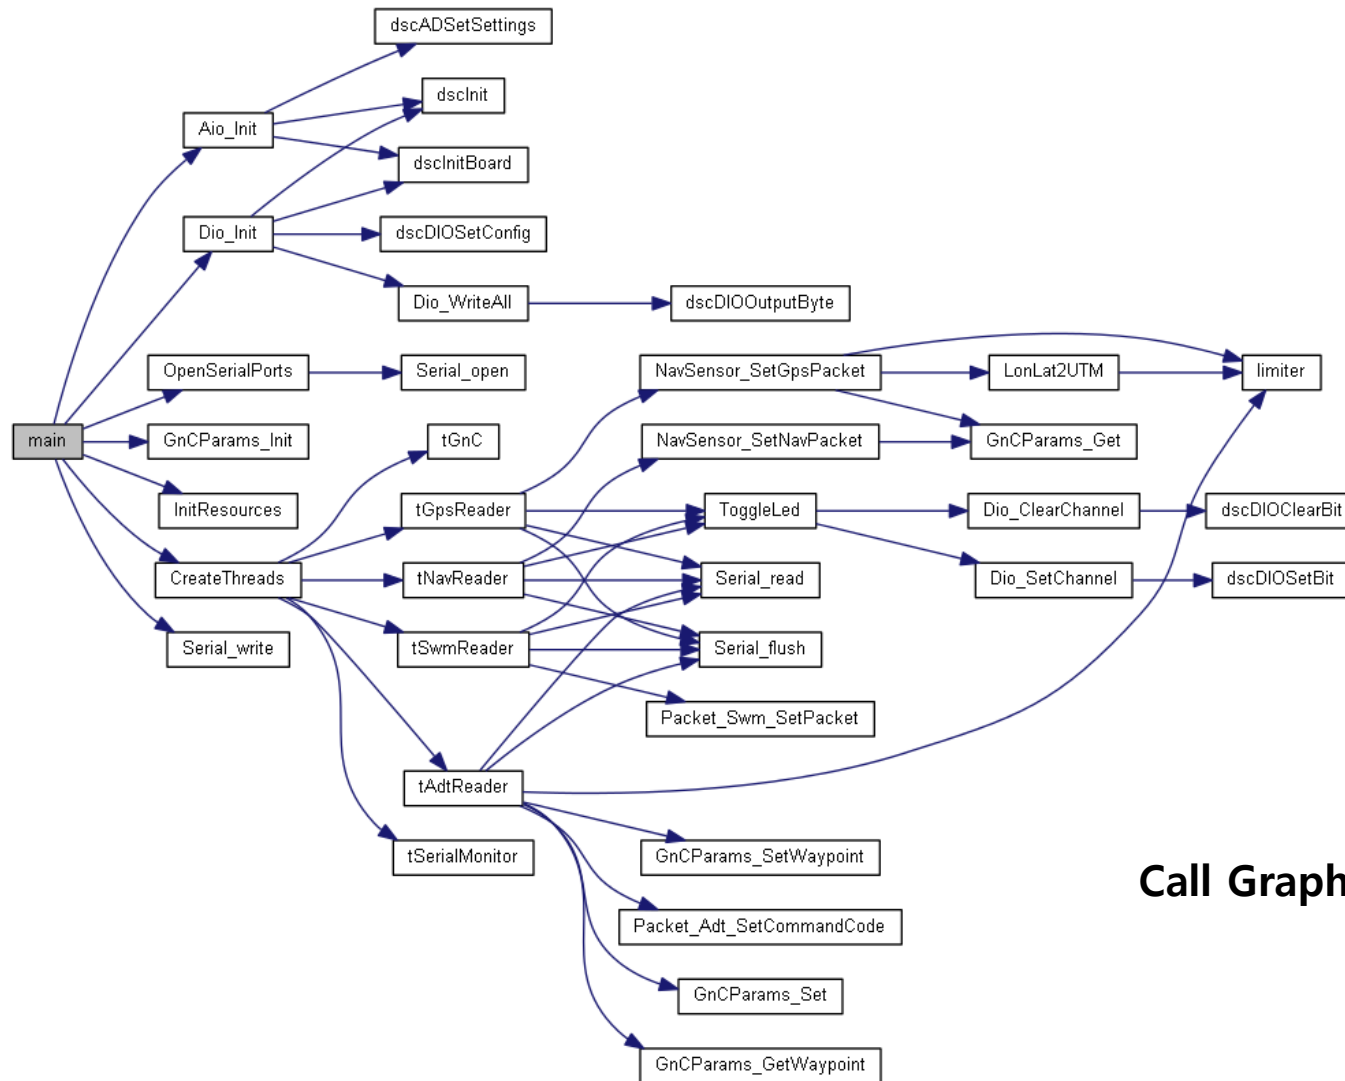 dscADSetSettings
dscInit
Aio_Init
dscInitBoard
Dio_Init
dscDIOSetConfig
Dio_WriteAll
dscDIOOutputByte
OpenSerialPorts
Serial_open
NavSensor_SetGpsPacket
LonLat2UTM
limiter
main
GnCParams_Init
tGnC
NavSensor_SetNavPacket
GnCParams_Get
InitResources
tGpsReader
ToggleLed
Dio_ClearChannel
dscDIOClearBit
CreateThreads
tNavReader
Serial_read
Dio_SetChannel
dscDIOSetBit
Serial_write
tSwmReader
Serial_flush
Packet_Swm_SetPacket
tAdtReader
tSerialMonitor
GnCParams_SetWaypoint
Call Graph
Packet_Adt_SetCommandCode
GnCParams_Set
GnCParams_GetWaypoint